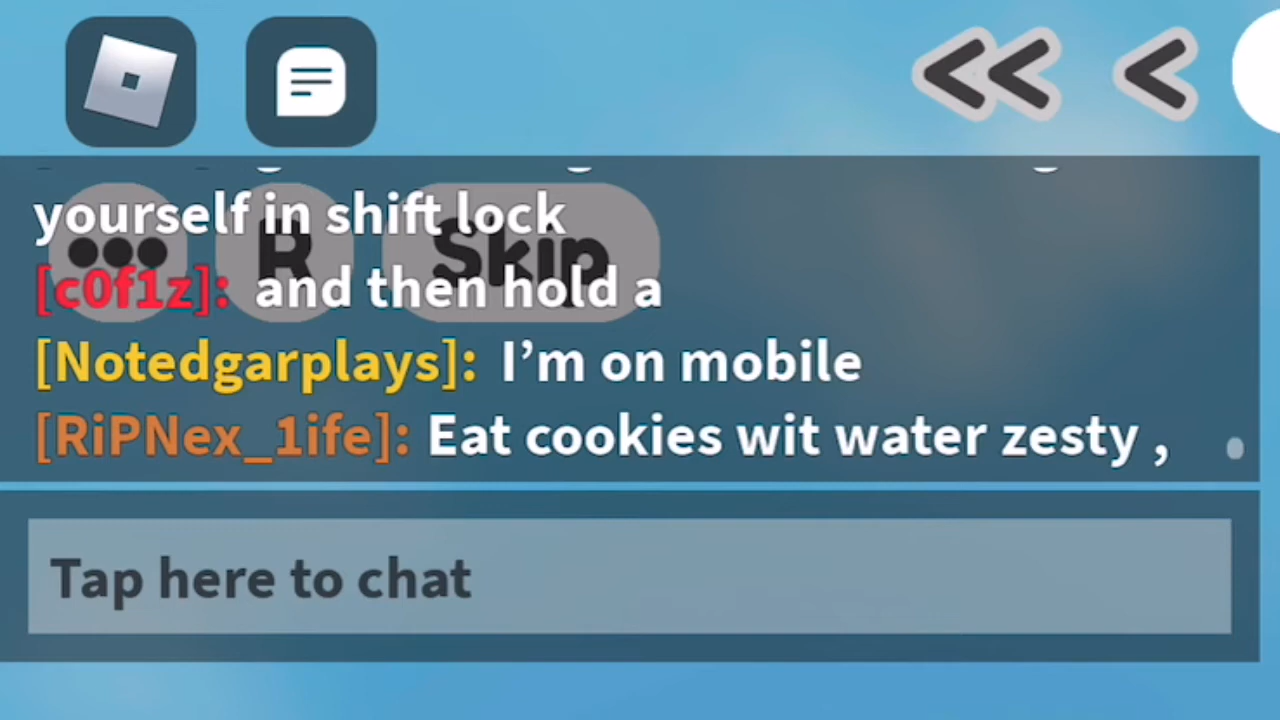 yourself in shift lock
[c0f1z]: and then hold a
[Notedgarplays]: I’m on mobile
[RiPNex_1ife]: Eat cookies wit water zesty ,
R
Skip
Tap here to chat